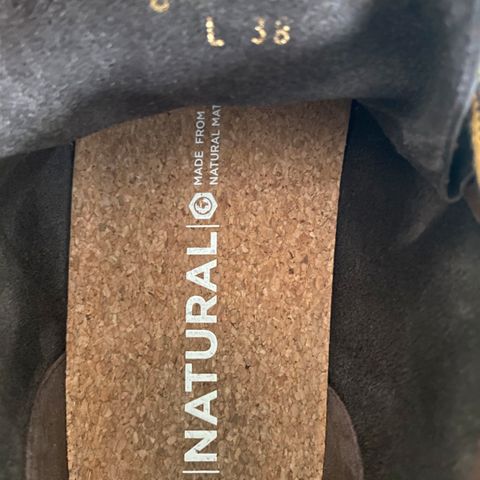 L 38
|NATURAL|
MADE FROM
NATURAL MAT